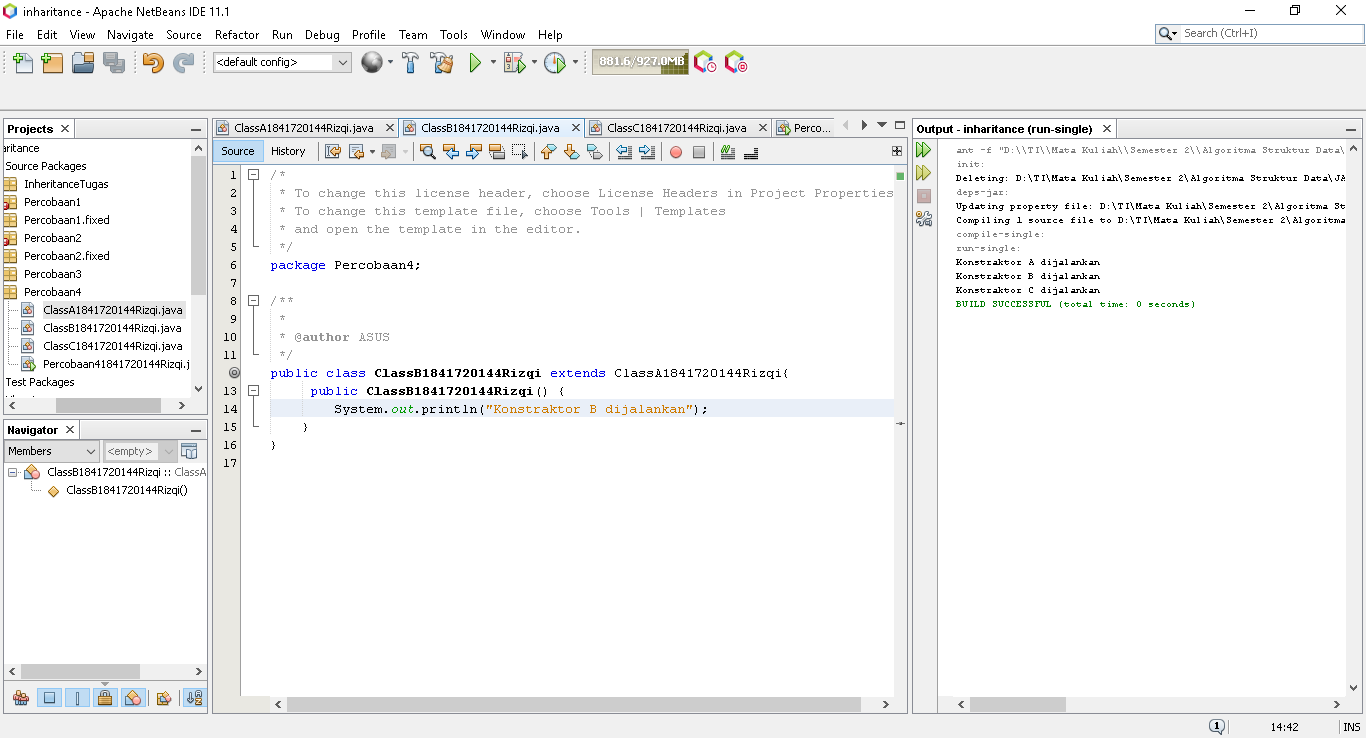 inharitance - Apache NetBeans IDE 11.1
File Edit View Navigate Source Refactor Run Debug Profile Team Tools Window Help
Search (Ctrl+I)
<default config>
881.6/927.0MB
Projects
aritance
Source Packages
InheritanceTugas
Percobaan1
Percobaan1.fixed
Percobaan2
Percobaan2.fixed
Percobaan3
Percobaan4
ClassA1841720144Rizqi.java
ClassB1841720144Rizqi.java
ClassC1841720144Rizqi.java
Percobaan41841720144Rizqi.j
Test Packages
Navigator
Members
<empty>
ClassB1841720144Rizqi :: ClassA
ClassB1841720144Rizqi()
ClassA1841720144Rizqi.java ClassB1841720144Rizqi.java ClassC1841720144Rizqi.java Perco...
Source History
1 /*
2 * To change this license header, choose License Headers in Project Properties
3 * To change this template file, choose Tools | Templates
4 * and open the template in the editor.
5 */
6 package Percobaan4;
7
8 /**
9 *
10 * @author ASUS
11 */
public class ClassB1841720144Rizqi extends ClassA1841720144Rizqi{
13 public ClassB1841720144Rizqi() {
14 System.out.println("Konstraktor B dijalankan");
15 }
16 }
17
Output - inharitance (run-single)
ant -f "D:\\TI\\Mata Kuliah\\Semester 2\\Algoritma Struktur Data\
init:
Deleting: D:\TI\Mata Kuliah\Semester 2\Algoritma Struktur Data\JA
deps-jar:
Updating property file: D:\TI\Mata Kuliah\Semester 2\Algoritma St
Compiling 1 source file to D:\TI\Mata Kuliah\Semester 2\Algoritma
compile-single:
run-single:
Konstraktor A dijalankan
Konstraktor B dijalankan
Konstraktor C dijalankan
BUILD SUCCESSFUL (total time: 0 seconds)
1
14:42
INS